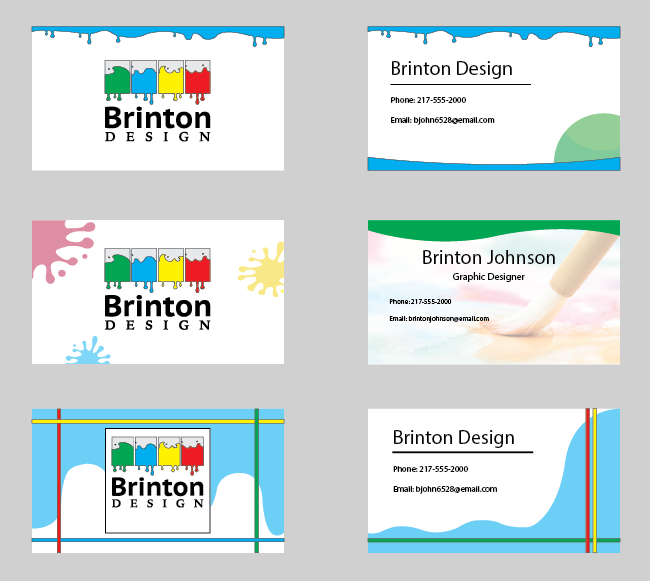 Brinton
DESIGN
Brinton Design
Phone: 217-555-2000
Email: bjohn6528@email.com
Brinton
DESIGN
Brinton Johnson
Graphic Designer
Phone: 217-555-2000
Email: brintonjohnson@email.com
Brinton
DESIGN
Brinton Design
Phone: 217-555-2000
Email: bjohn6528@email.com